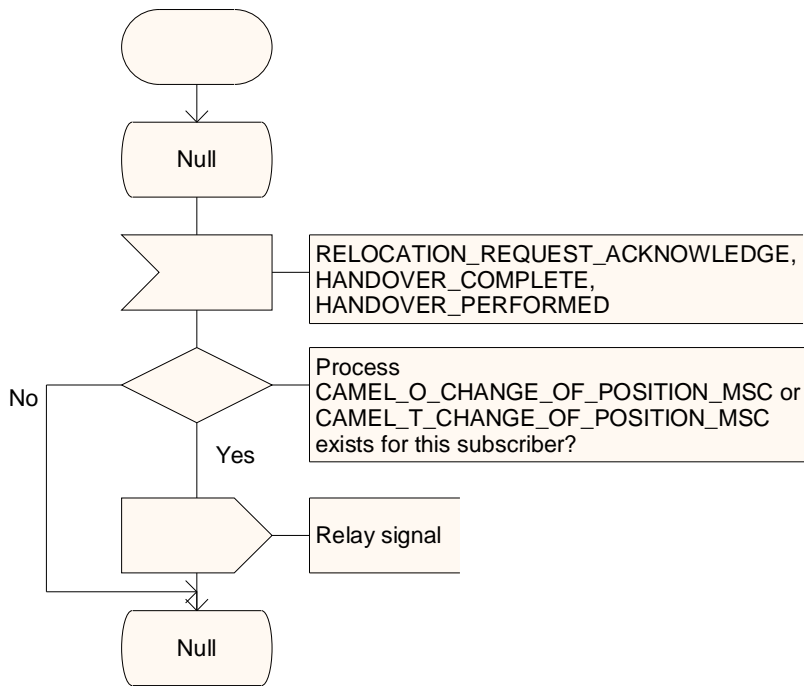 Null
RELOCATION_REQUEST_ACKNOWLEDGE,
HANDOVER_COMPLETE,
HANDOVER_PERFORMED
Process
CAMEL_O_CHANGE_OF_POSITION_MSC or
CAMEL_T_CHANGE_OF_POSITION_MSC
exists for this subscriber?
No
Yes
Relay signal
Null